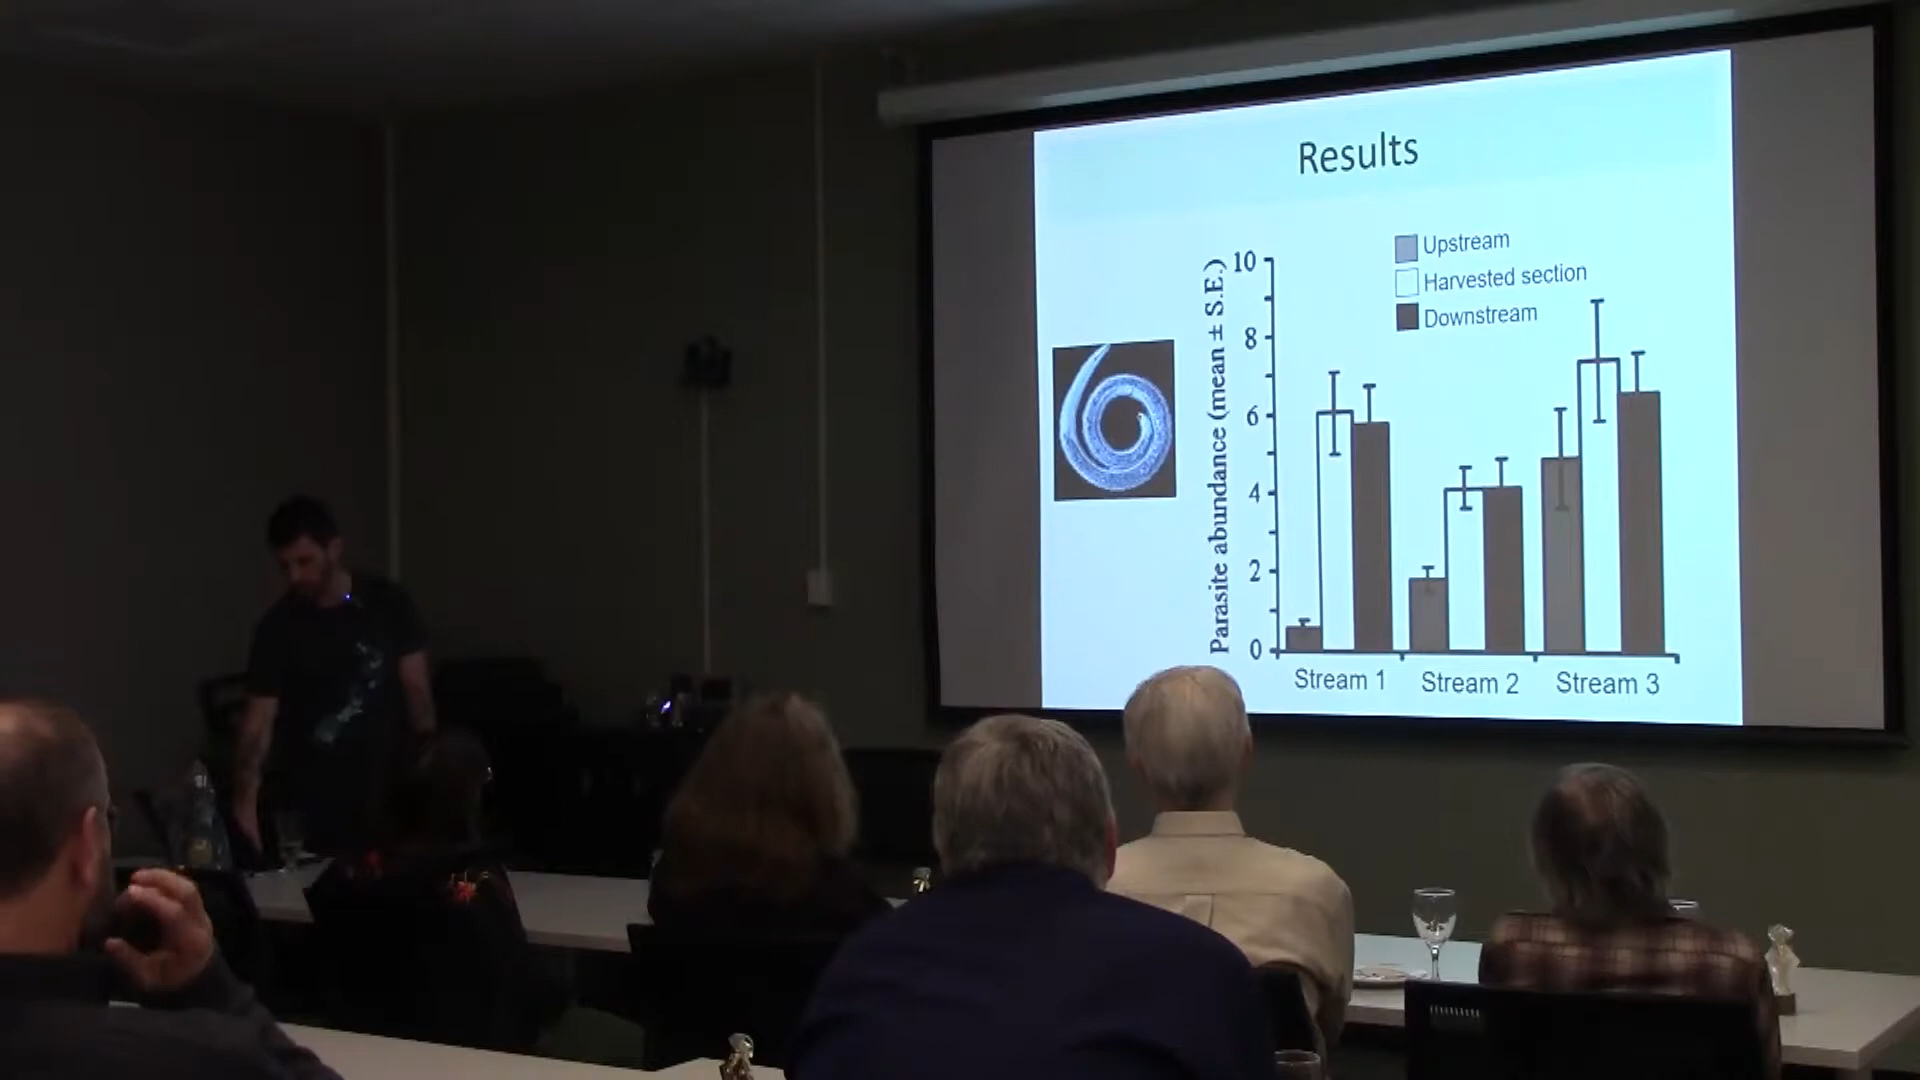 Results
Upstream
Harvested section
Downstream
Parasite abundance (mean ± S.E.)
10
8
6
4
2
0
Stream 1
Stream 2
Stream 3